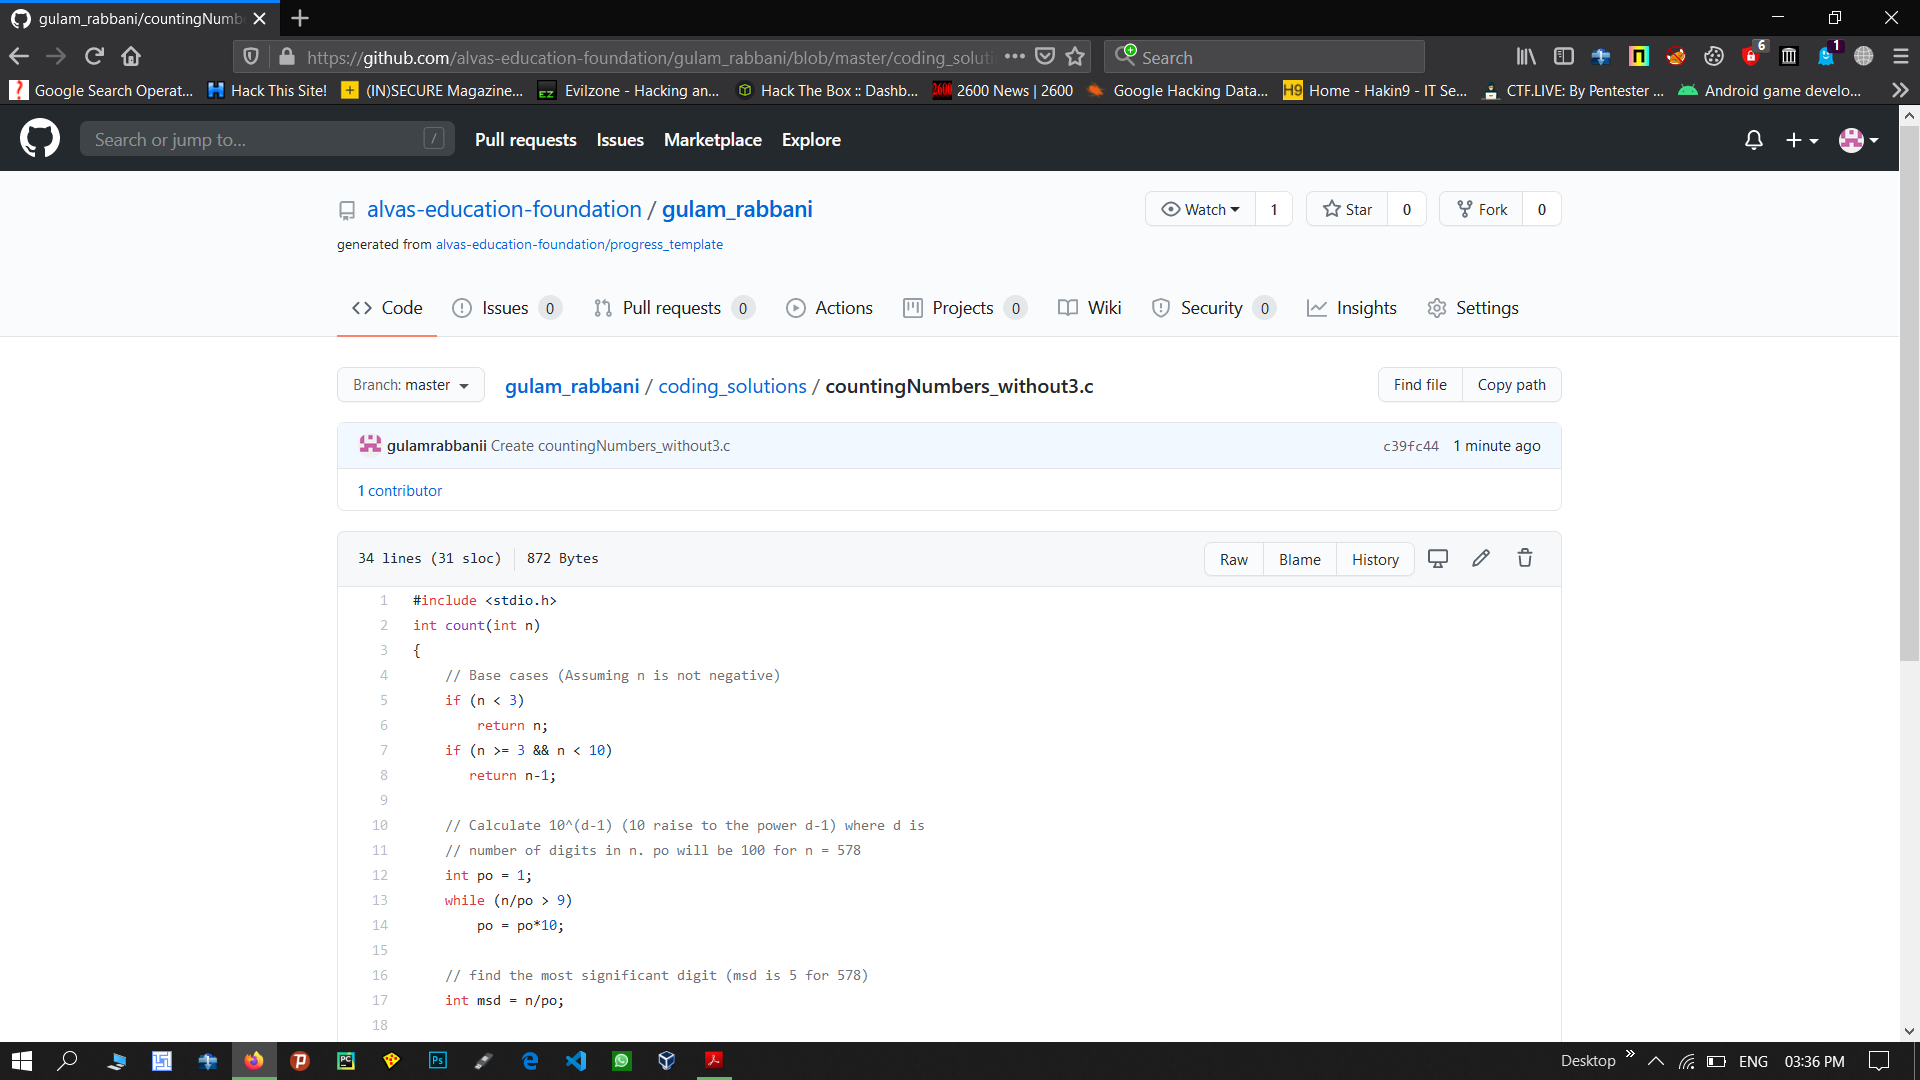 gulam_rabbani/countingNumb
https://github.com/alvas-education-foundation/gulam_rabbani/blob/master/coding_soluti
Search
6
1
Google Search Operat...
Hack This Site!
(IN)SECURE Magazine...
EZ
Evilzone - Hacking an...
Hack The Box :: Dashb...
2600
2600 News | 2600
Google Hacking Data...
H9
Home - Hakin9 - IT Se...
CTF.LIVE: By Pentester ...
Android game develo...
Search or jump to...
/
Pull requests
Issues
Marketplace
Explore
alvas-education-foundation / gulam_rabbani
Watch
1
Star
0
Fork
0
generated from alvas-education-foundation/progress_template
Code
Issues 0
Pull requests 0
Actions
Projects 0
Wiki
Security 0
Insights
Settings
Branch: master
gulam_rabbani / coding_solutions / countingNumbers_without3.c
Find file
Copy path
gulamrabbanii Create countingNumbers_without3.c
c39fc44 1 minute ago
1 contributor
34 lines (31 sloc) 872 Bytes
Raw
Blame
History
1 #include <stdio.h>
2 int count(int n)
3 {
4 // Base cases (Assuming n is not negative)
5 if (n < 3)
6 return n;
7 if (n >= 3 && n < 10)
8 return n-1;
9
10 // Calculate 10^(d-1) (10 raise to the power d-1) where d is
11 // number of digits in n. po will be 100 for n = 578
12 int po = 1;
13 while (n/po > 9)
14 po = po*10;
15
16 // find the most significant digit (msd is 5 for 578)
17 int msd = n/po;
18
PC
Ps
Desktop
ENG
03:36 PM